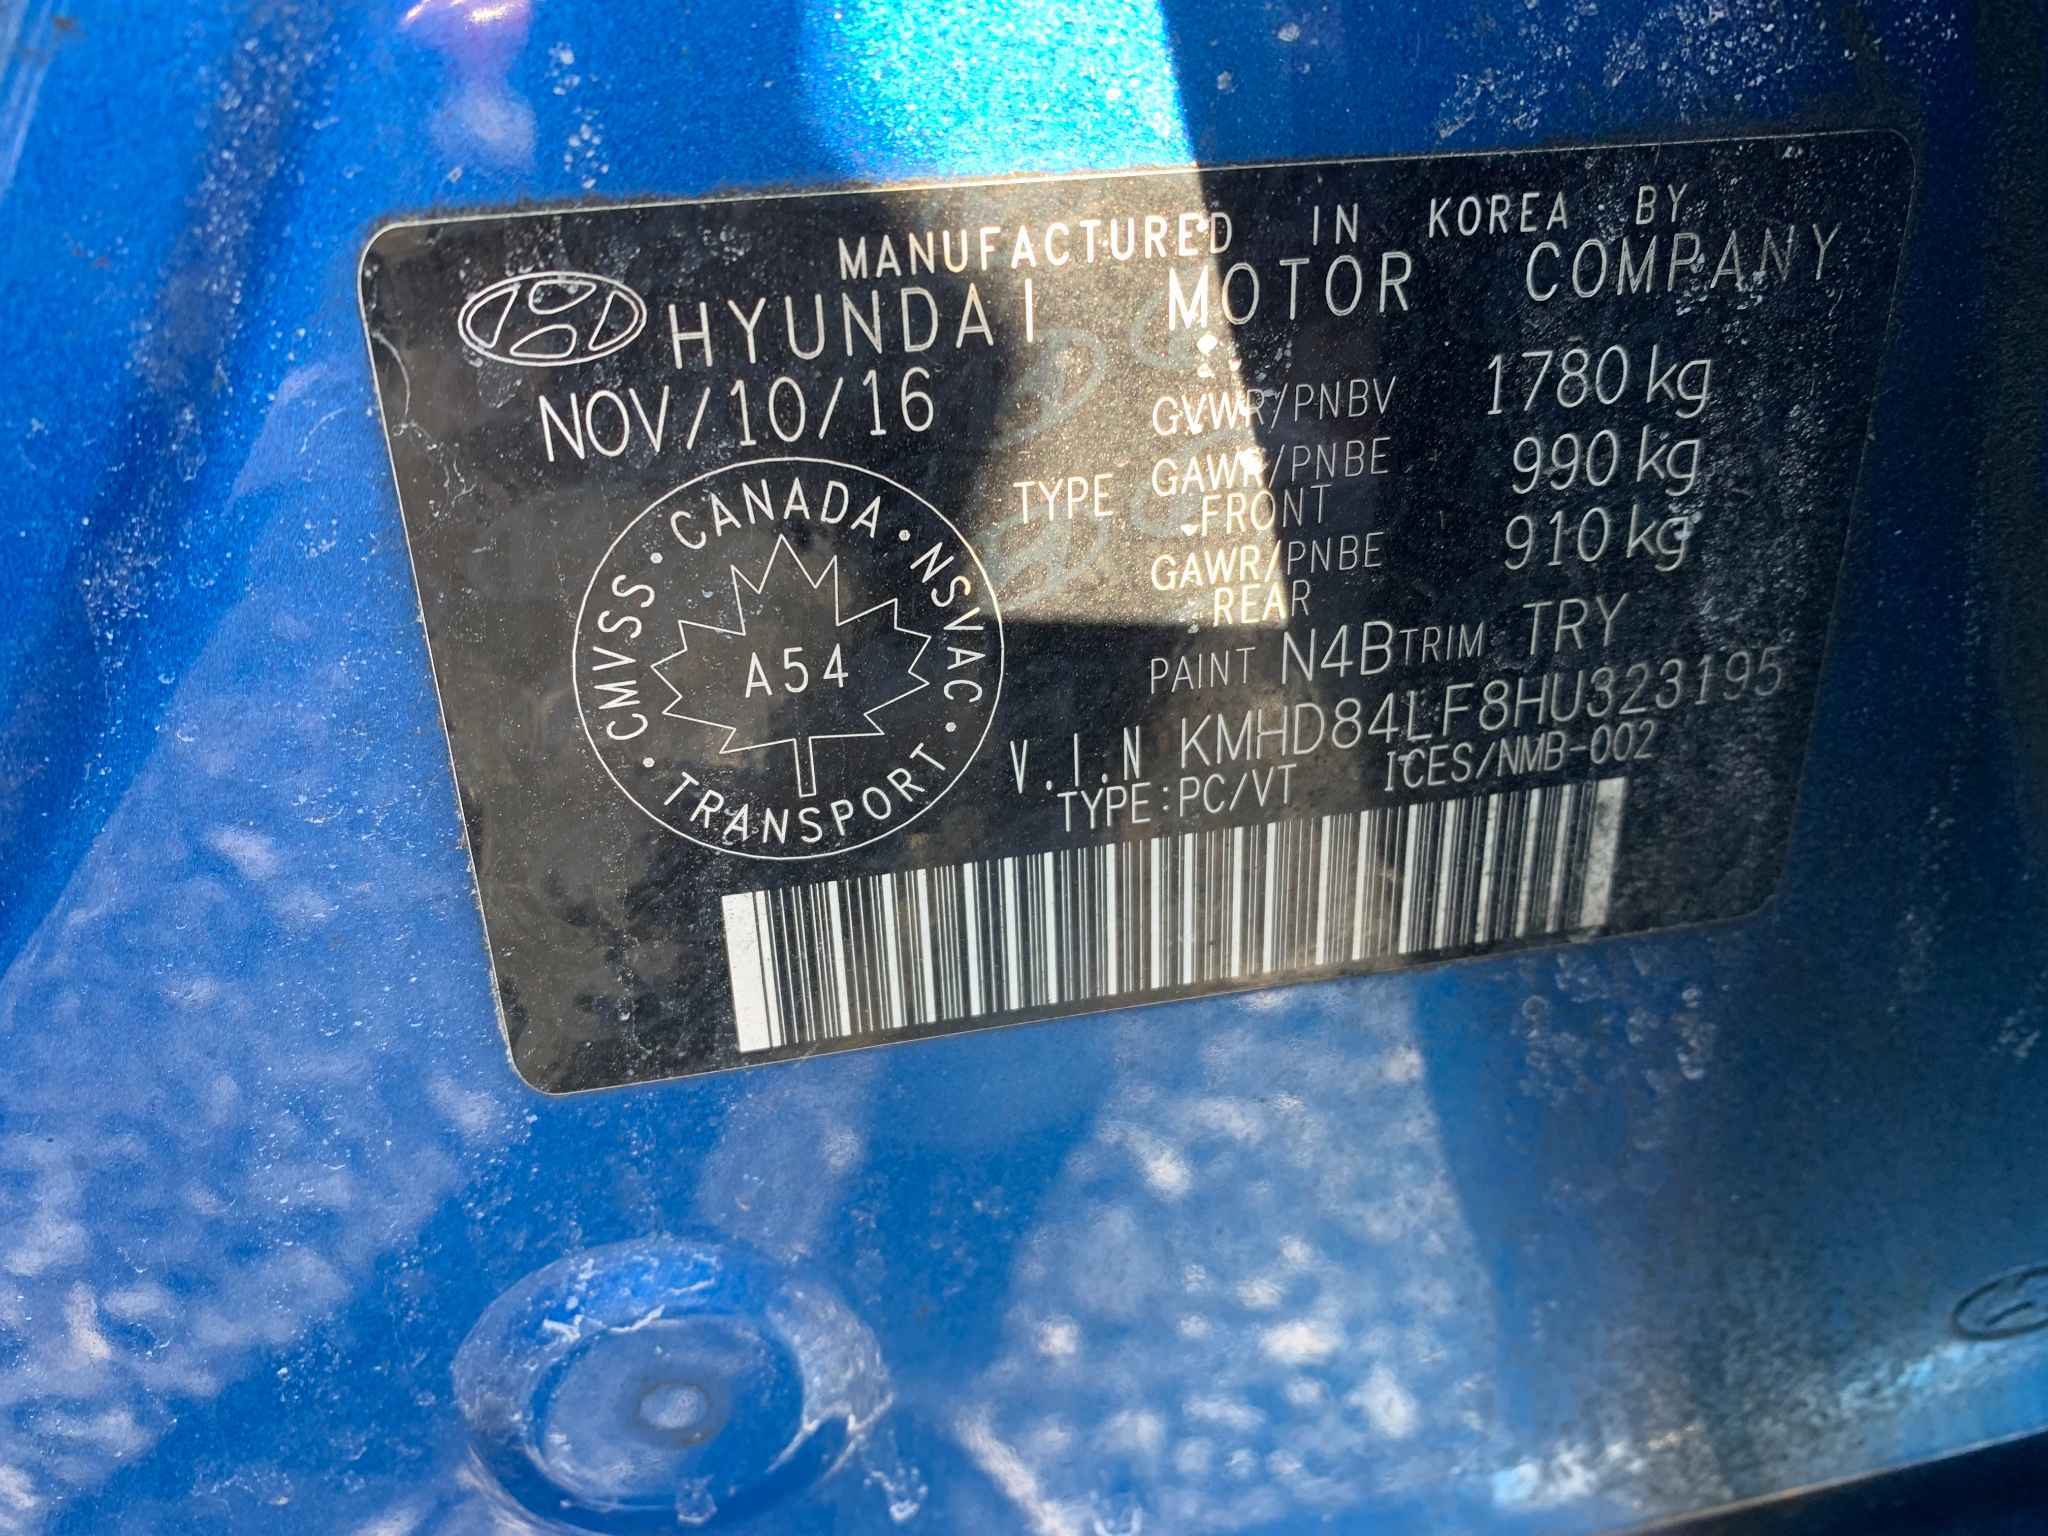 MANUFACTURED IN KOREA BY
HYUNDAI MOTOR COMPANY
NOV/10/16
GVWR/PNBV 1780 kg
TYPE GAWR/PNBE FRONT 990 kg
GAWR/PNBE REAR 910 kg
CANADA · NSVAC · TRANSPORT · CMVSS ·
A54
PAINT N4B TRIM TRY
V.I.N KMHD84LF8HU323195
TYPE:PC/VT ICES/NMB-002